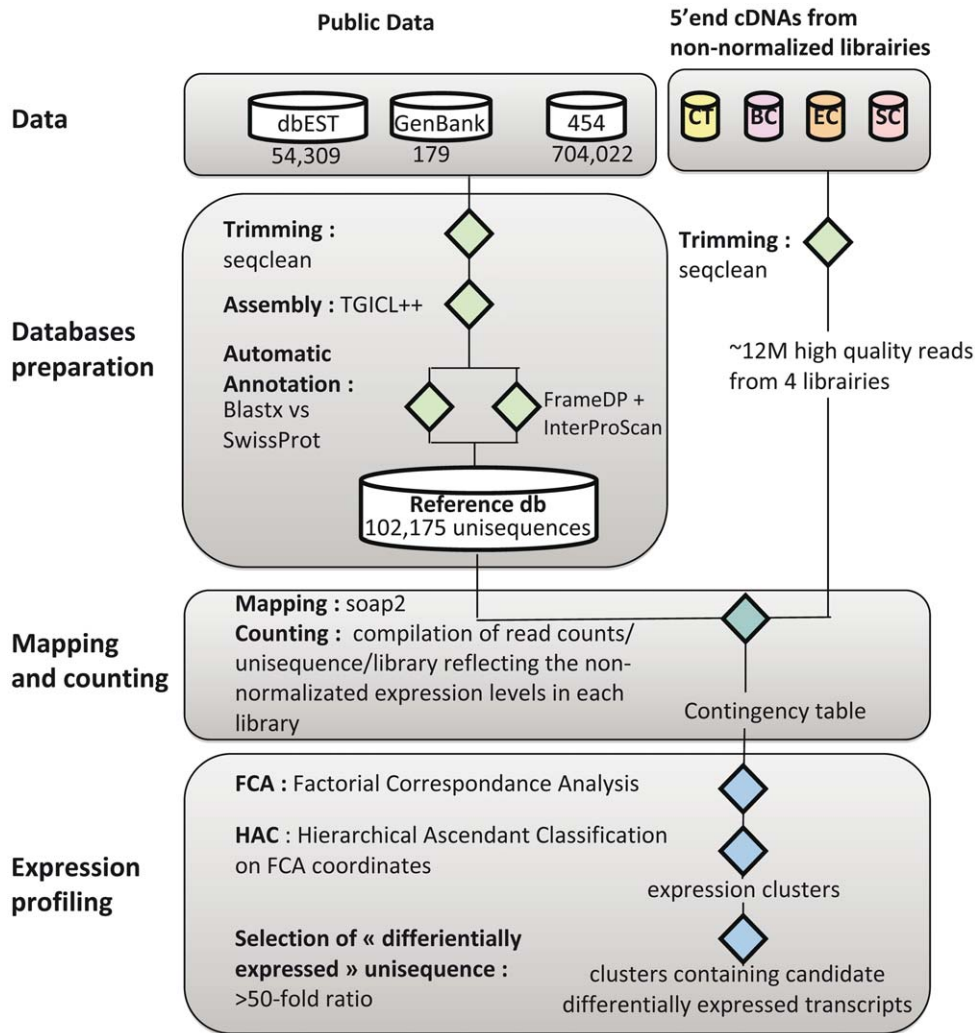 Public Data
5'end cDNAs from
non-normalized librairies
Data
dbEST
54,309
GenBank
179
454
704,022
CT
BC
EC
SC
Databases
preparation
Trimming :
seqclean
Assembly : TGICL++
Automatic
Annotation :
Blastx vs
SwissProt
FrameDP +
InterProScan
Reference db
102,175 unisequences
Trimming :
seqclean
~12M high quality reads
from 4 librairies
Mapping
and counting
Mapping : soap2
Counting : compilation of read counts/
unisequence/library reflecting the non-
normalizated expression levels in each
library
Contingency table
Expression
profiling
FCA : Factorial Correspondance Analysis
HAC : Hierarchical Ascendant Classification
on FCA coordinates
expression clusters
Selection of « differientially
expressed » unisequence :
>50-fold ratio
clusters containing candidate
differentially expressed transcripts